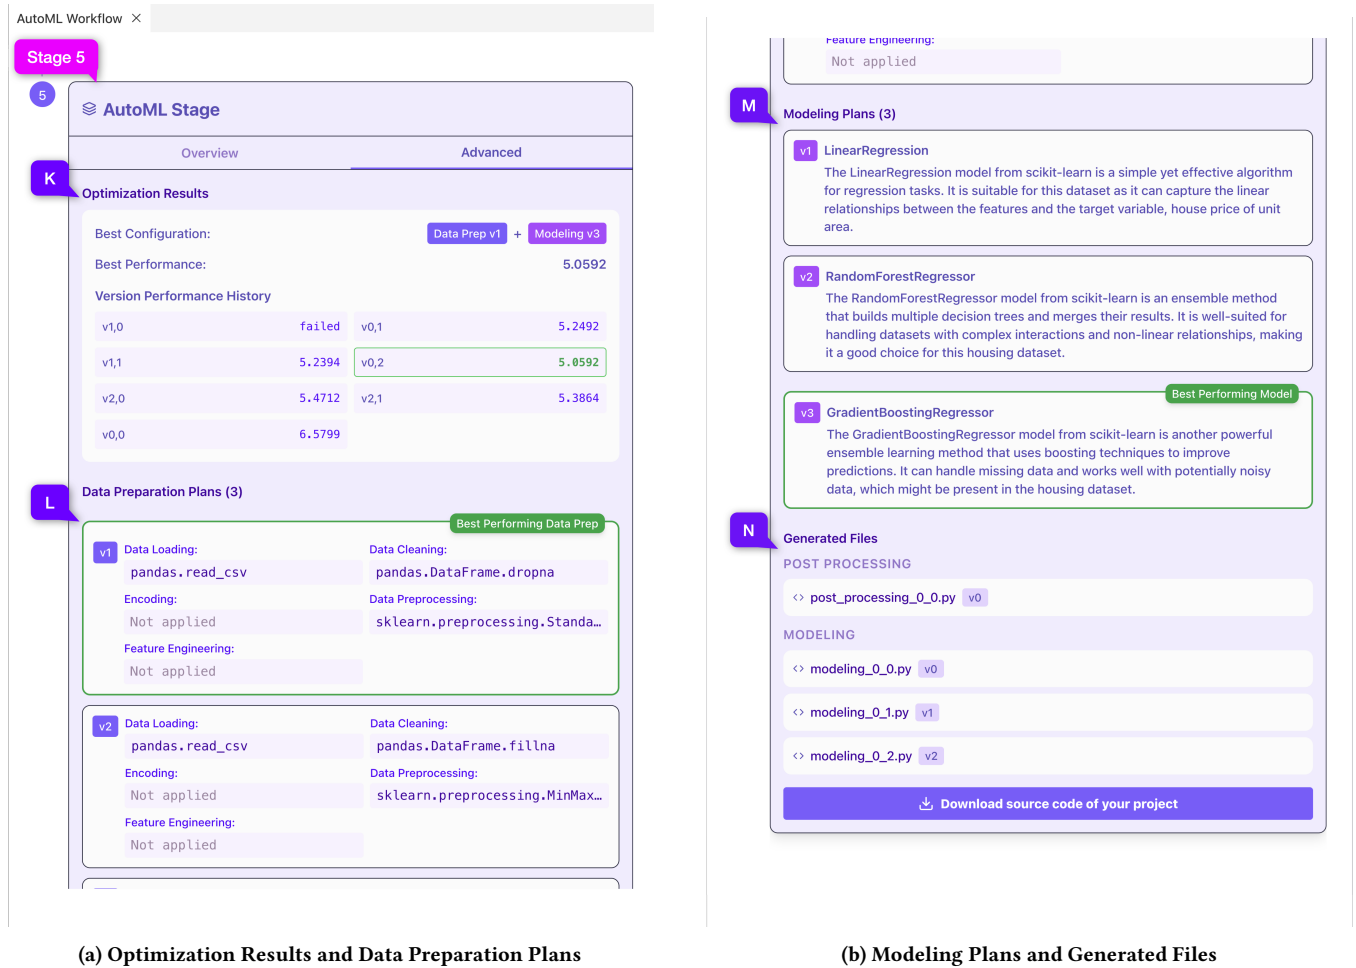 AutoML Workflow ×
Stage 5
5
AutoML Stage
Overview
Advanced
K
Optimization Results
Best Configuration:
Data Prep v1 + Modeling v3
Best Performance:
5.0592
Version Performance History
v1,0 failed
v0,1 5.2492
v1,1 5.2394
v0,2 5.0592
v2,0 5.4712
v2,1 5.3864
v0,0 6.5799
L
Data Preparation Plans (3)
Best Performing Data Prep
v1
Data Loading:
pandas.read_csv
Data Cleaning:
pandas.DataFrame.dropna
Encoding:
Not applied
Data Preprocessing:
sklearn.preprocessing.Standa…
Feature Engineering:
Not applied
v2
Data Loading:
pandas.read_csv
Data Cleaning:
pandas.DataFrame.fillna
Encoding:
Not applied
Data Preprocessing:
sklearn.preprocessing.MinMax…
Feature Engineering:
Not applied
(a) Optimization Results and Data Preparation Plans
Feature Engineering:
Not applied
M
Modeling Plans (3)
v1 LinearRegression
The LinearRegression model from scikit-learn is a simple yet effective algorithm
for regression tasks. It is suitable for this dataset as it can capture the linear
relationships between the features and the target variable, house price of unit
area.
v2 RandomForestRegressor
The RandomForestRegressor model from scikit-learn is an ensemble method
that builds multiple decision trees and merges their results. It is well-suited for
handling datasets with complex interactions and non-linear relationships, making
it a good choice for this housing dataset.
Best Performing Model
v3 GradientBoostingRegressor
The GradientBoostingRegressor model from scikit-learn is another powerful
ensemble learning method that uses boosting techniques to improve
predictions. It can handle missing data and works well with potentially noisy
data, which might be present in the housing dataset.
N
Generated Files
POST PROCESSING
<> post_processing_0_0.py v0
MODELING
<> modeling_0_0.py v0
<> modeling_0_1.py v1
<> modeling_0_2.py v2
Download source code of your project
(b) Modeling Plans and Generated Files